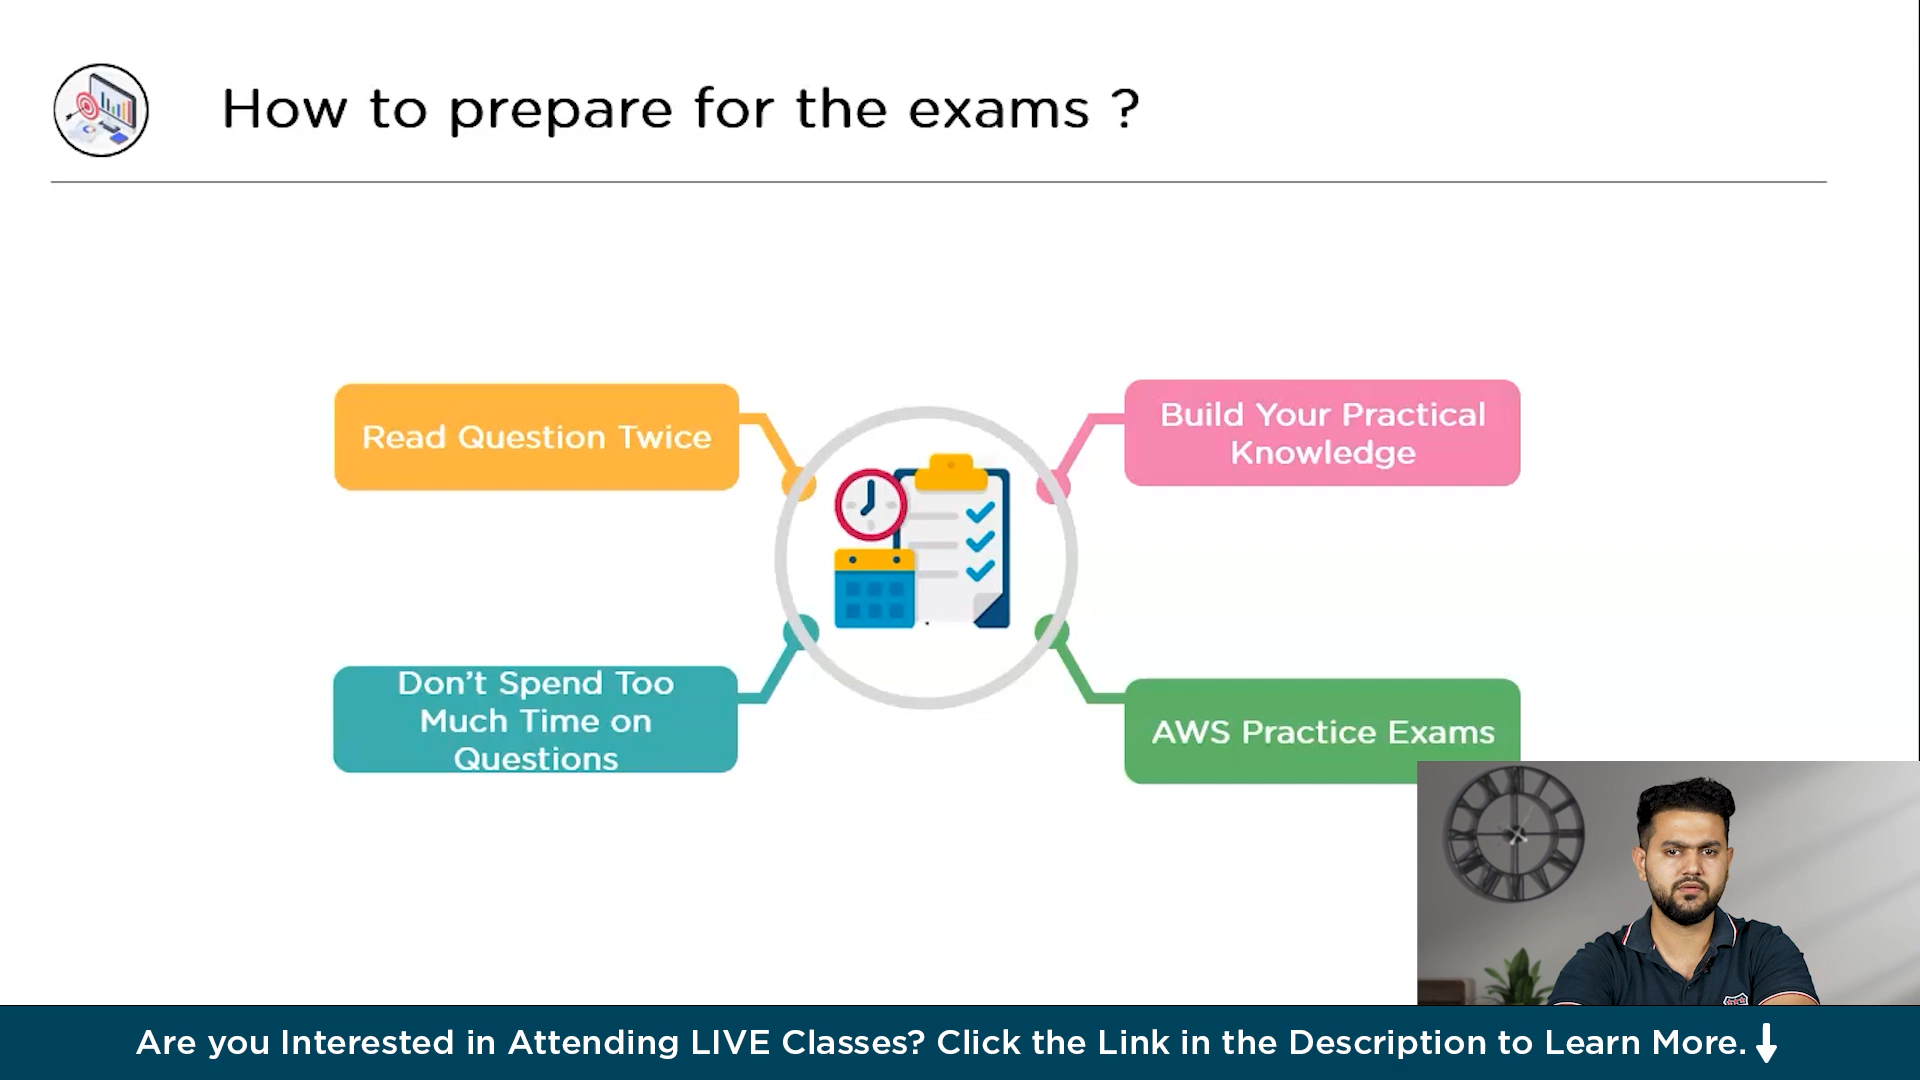 How to prepare for the exams ?
Read Question Twice
Build Your Practical
Knowledge
Don't Spend Too
Much Time on
Questions
AWS Practice Exams
Are you Interested in Attending LIVE Classes? Click the Link in the Description to Learn More.